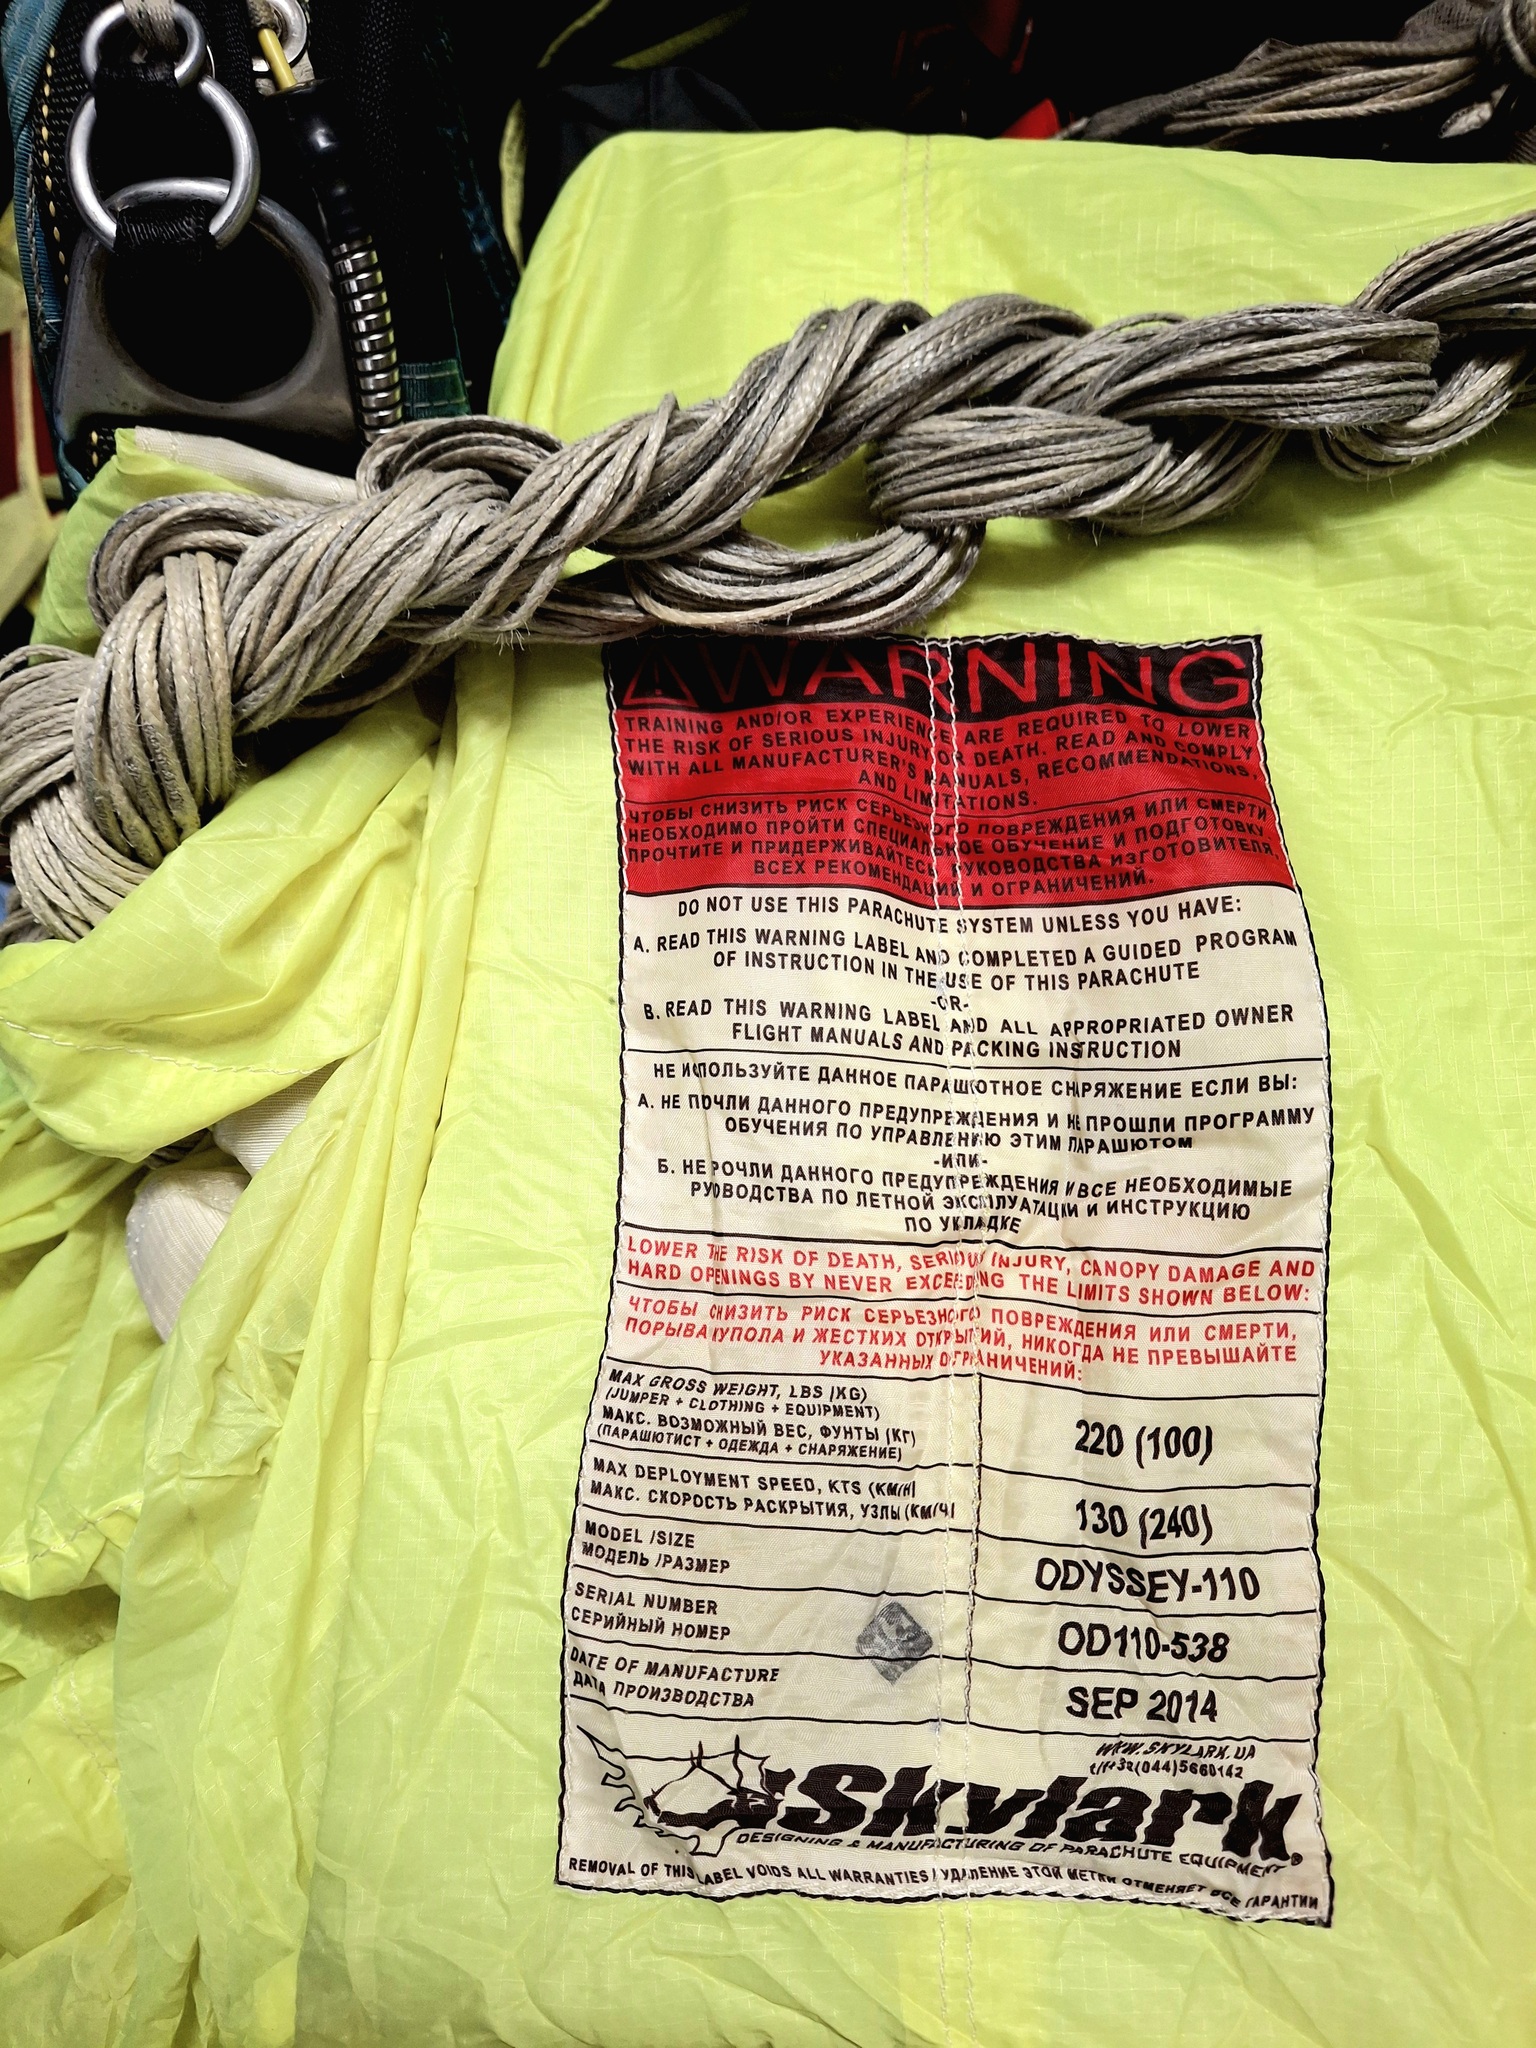 WARNING
TRAINING AND/OR EXPERIENCE ARE REQUIRED TO LOWER
THE RISK OF SERIOUS INJURY OR DEATH. READ AND COMPLY
WITH ALL MANUFACTURER'S MANUALS, RECOMMENDATIONS,
AND LIMITATIONS.
ЧТОБЫ СНИЗИТЬ РИСК СЕРЬЕЗНОГО ПОВРЕЖДЕНИЯ ИЛИ СМЕРТИ
НЕОБХОДИМО ПРОЙТИ СПЕЦИАЛЬНОЕ ОБУЧЕНИЕ И ПОДГОТОВКУ.
ПРОЧТИТЕ И ПРИДЕРЖИВАЙТЕСЬ РУКОВОДСТВА ИЗГОТОВИТЕЛЯ,
ВСЕХ РЕКОМЕНДАЦИЙ И ОГРАНИЧЕНИЙ.
DO NOT USE THIS PARACHUTE SYSTEM UNLESS YOU HAVE:
A. READ THIS WARNING LABEL AND COMPLETED A GUIDED PROGRAM
OF INSTRUCTION IN THE USE OF THIS PARACHUTE
-OR-
B. READ THIS WARNING LABEL AND ALL APPROPRIATED OWNER
FLIGHT MANUALS AND PACKING INSTRUCTION
НЕ ИСПОЛЬЗУЙТЕ ДАННОЕ ПАРАШЮТНОЕ СНАРЯЖЕНИЕ ЕСЛИ ВЫ:
А. НЕ ПОЧЛИ ДАННОГО ПРЕДУПРЕЖДЕНИЯ И НЕ ПРОШЛИ ПРОГРАММУ
ОБУЧЕНИЯ ПО УПРАВЛЕНИЮ ЭТИМ ПАРАШЮТОМ
-ИЛИ-
Б. НЕ РОЧЛИ ДАННОГО ПРЕДУПРЕЖДЕНИЯ И ВСЕ НЕОБХОДИМЫЕ
РУОВОДСТВА ПО ЛЕТНОЙ ЭКСПЛУАТАЦИИ И ИНСТРУКЦИЮ
ПО УКЛАДКЕ
LOWER THE RISK OF DEATH, SERIOUS INJURY, CANOPY DAMAGE AND
HARD OPENINGS BY NEVER EXCEEDING THE LIMITS SHOWN BELOW:
ЧТОБЫ СНИЗИТЬ РИСК СЕРЬЕЗНОГО ПОВРЕЖДЕНИЯ ИЛИ СМЕРТИ,
ПОРЫВА КУПОЛА И ЖЕСТКИХ ОТКРЫТИЙ, НИКОГДА НЕ ПРЕВЫШАЙТЕ
УКАЗАННЫХ ОГРАНИЧЕНИЙ:
MAX GROSS WEIGHT, LBS (KG)
(JUMPER + CLOTHING + EQUIPMENT)
МАКС. ВОЗМОЖНЫЙ ВЕС, ФУНТЫ (КГ)
(ПАРАШЮТИСТ + ОДЕЖДА + СНАРЯЖЕНИЕ)
220 (100)
MAX DEPLOYMENT SPEED, KTS (KM/H)
МАКС. СКОРОСТЬ РАСКРЫТИЯ, УЗЛЫ (КМ/Ч)
130 (240)
MODEL /SIZE
МОДЕЛЬ /РАЗМЕР
ODYSSEY-110
SERIAL NUMBER
СЕРИЙНЫЙ НОМЕР
OD110-538
DATE OF MANUFACTURE
ДАТА ПРОИЗВОДСТВА
SEP 2014
WWW.SKYLARK.UA
t/f+38(044)5660142
Skylark®
DESIGNING & MANUFACTURING OF PARACHUTE EQUIPMENT
REMOVAL OF THIS LABEL VOIDS ALL WARRANTIES / УДАЛЕНИЕ ЭТОЙ МЕТКИ ОТМЕНЯЕТ ВСЕ ГАРАНТИИ